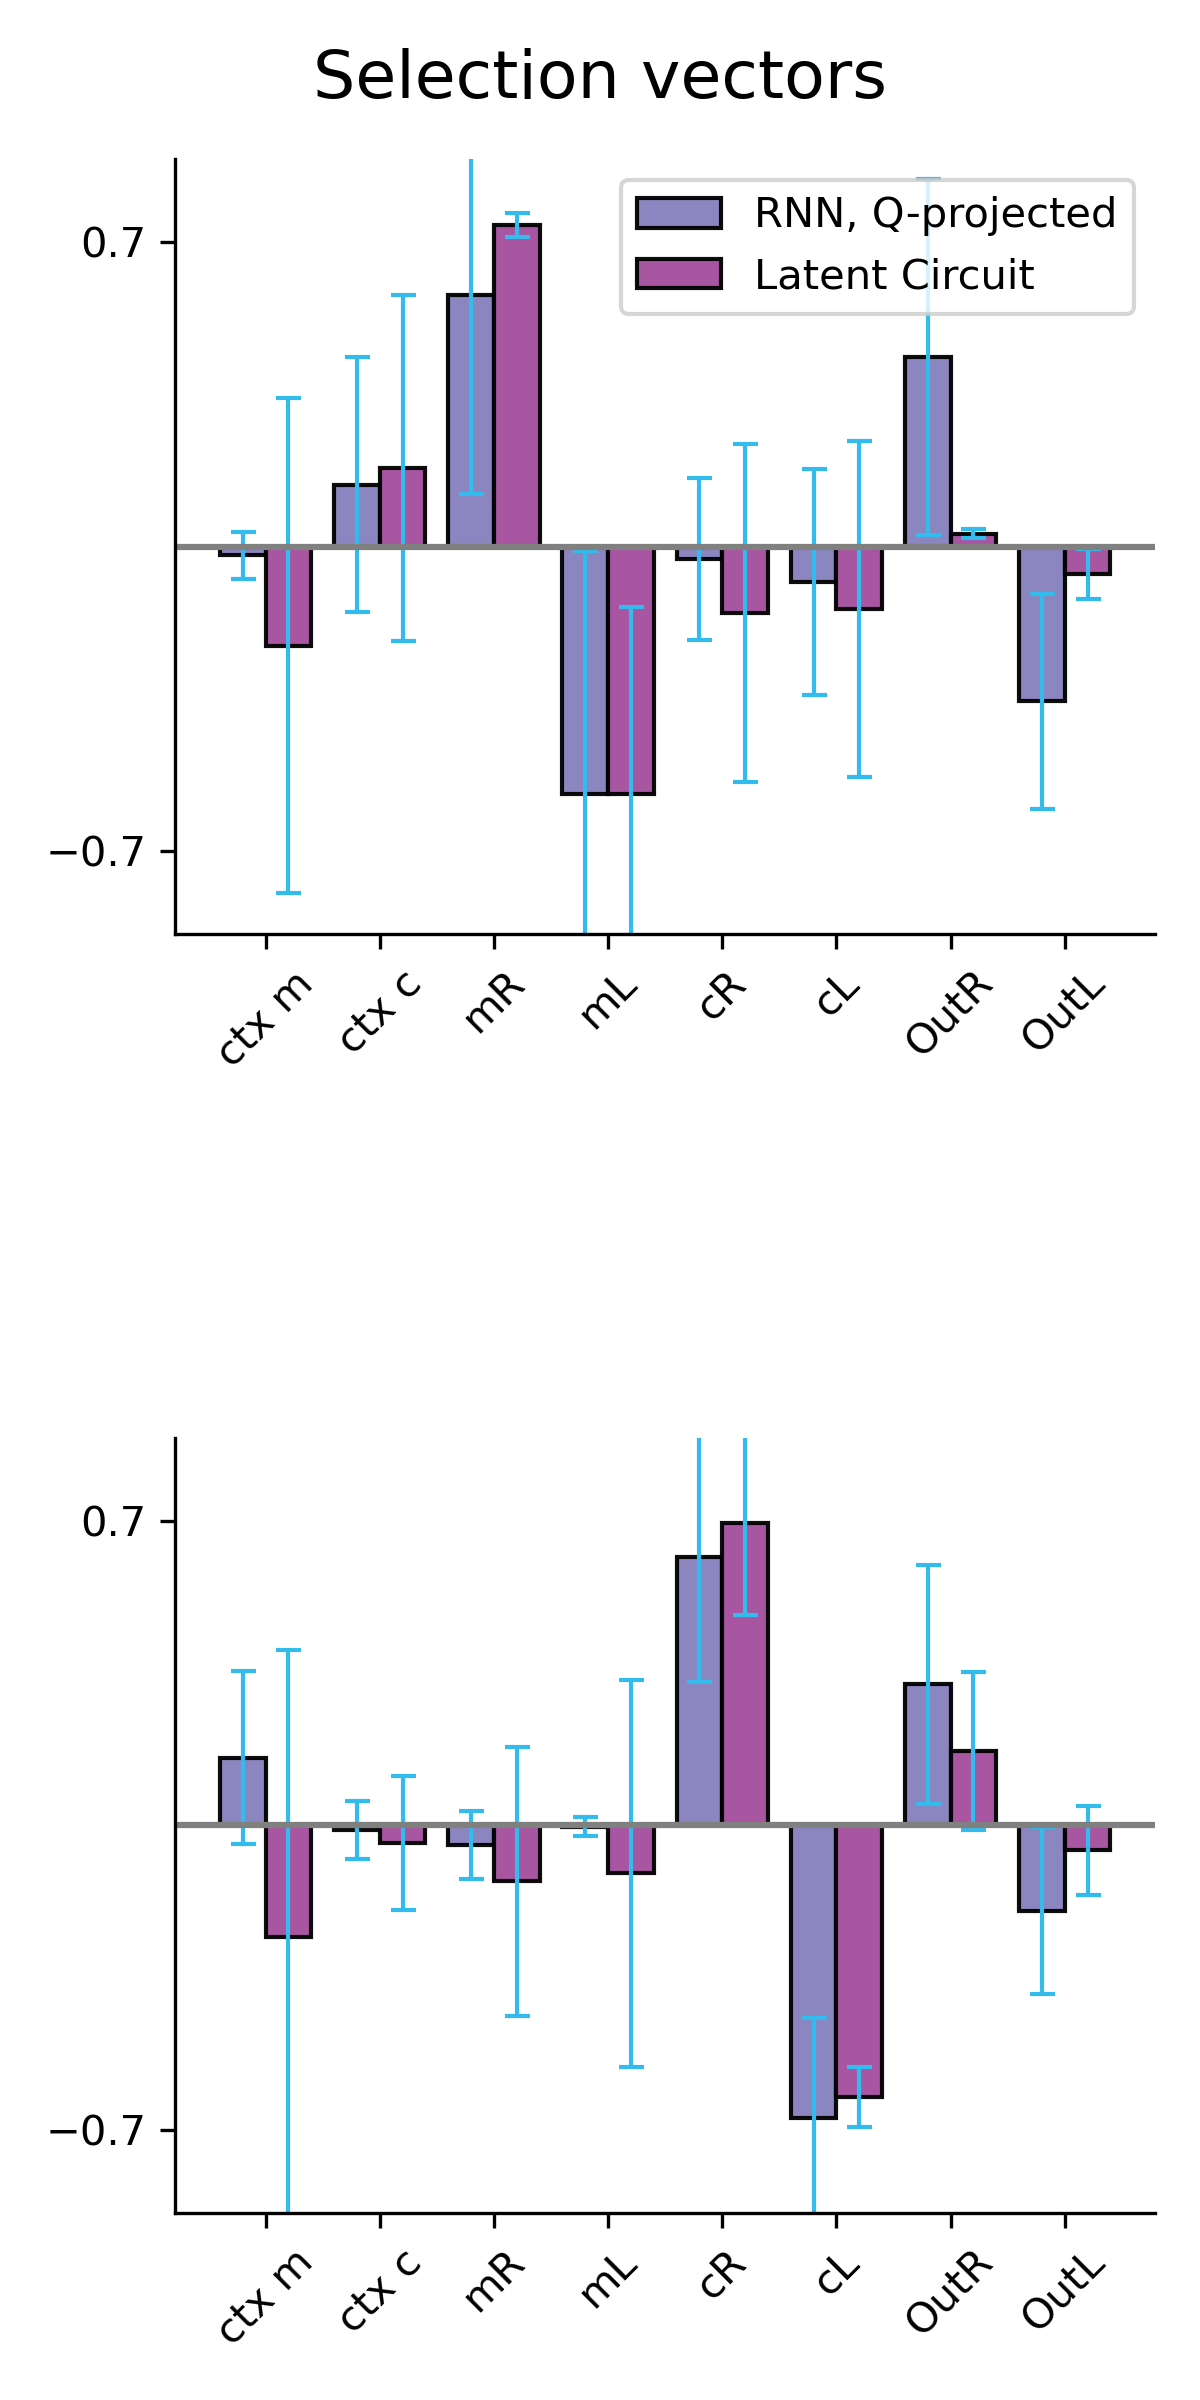 Selection vectors
RNN, Q-projected
Latent Circuit
0.7
−0.7
ctx m
ctx c
mR
mL
cR
cL
OutR
OutL
0.7
−0.7
ctx m
ctx c
mR
mL
cR
cL
OutR
OutL